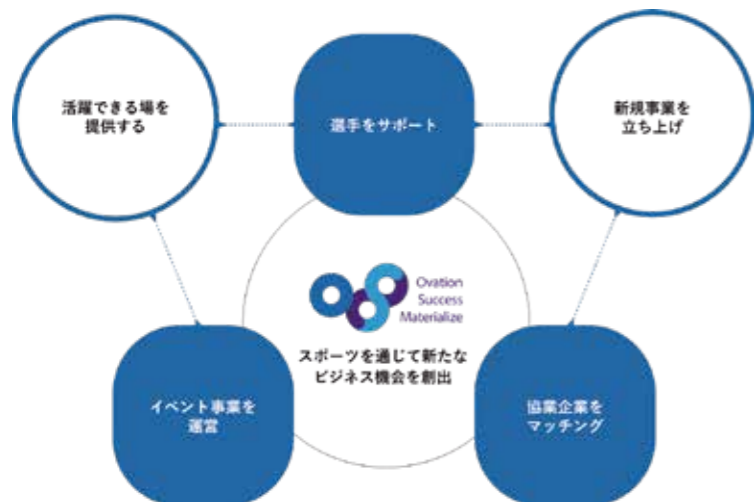 活躍できる場を
提供する
選手をサポート
新規事業を
立ち上げ
Ovation
Success
Materialize
スポーツを通じて新たな
ビジネス機会を創出
イベント事業を
運営
協業企業を
マッチング